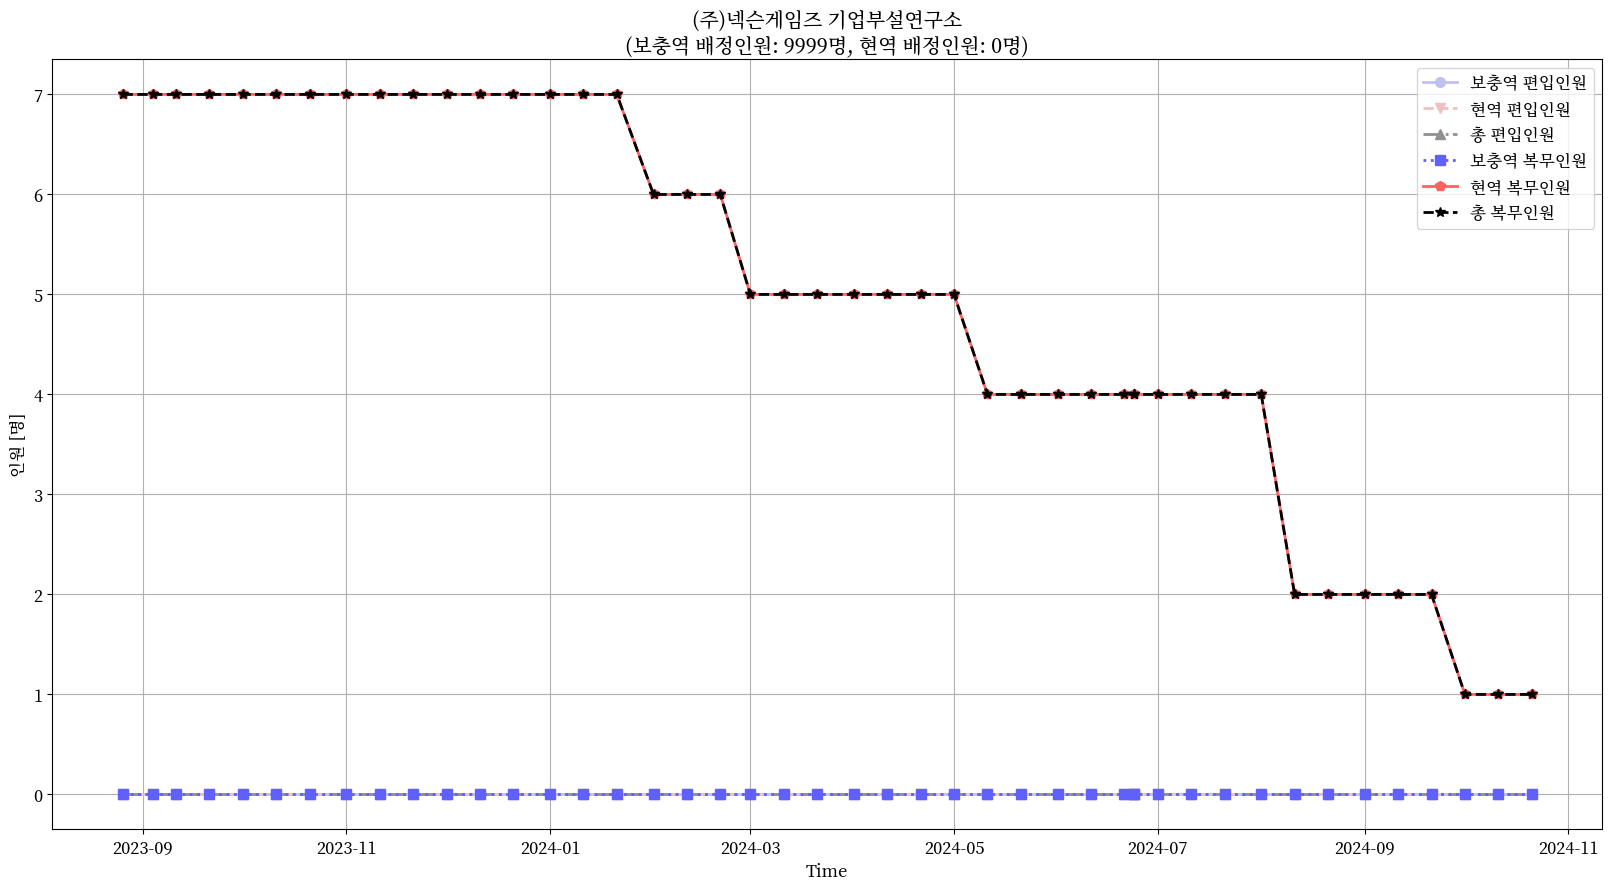 (주)넥슨게임즈 기업부설연구소
(보충역 배정인원: 9999명, 현역 배정인원: 0명)
보충역 편입인원
현역 편입인원
총 편입인원
보충역 복무인원
현역 복무인원
총 복무인원
인원 [명]
7
6
5
4
3
2
1
0
2023-09
2023-11
2024-01
2024-03
2024-05
2024-07
2024-09
2024-11
Time